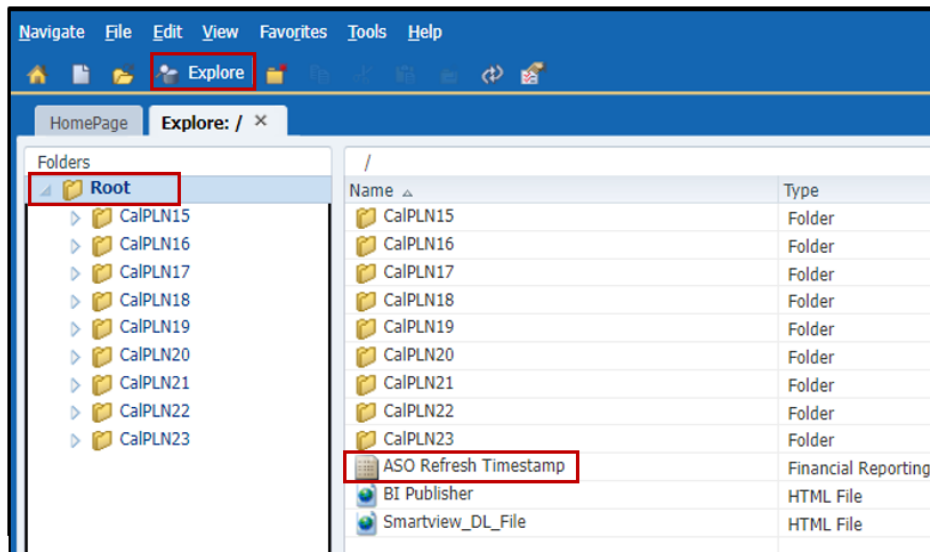 Navigate File Edit View Favorites Tools Help
Explore
HomePage Explore: / ×
Folders
Root
CalPLN15
CalPLN16
CalPLN17
CalPLN18
CalPLN19
CalPLN20
CalPLN21
CalPLN22
CalPLN23
/
Name Type
CalPLN15 Folder
CalPLN16 Folder
CalPLN17 Folder
CalPLN18 Folder
CalPLN19 Folder
CalPLN20 Folder
CalPLN21 Folder
CalPLN22 Folder
CalPLN23 Folder
ASO Refresh Timestamp Financial Reporting
BI Publisher HTML File
Smartview_DL_File HTML File